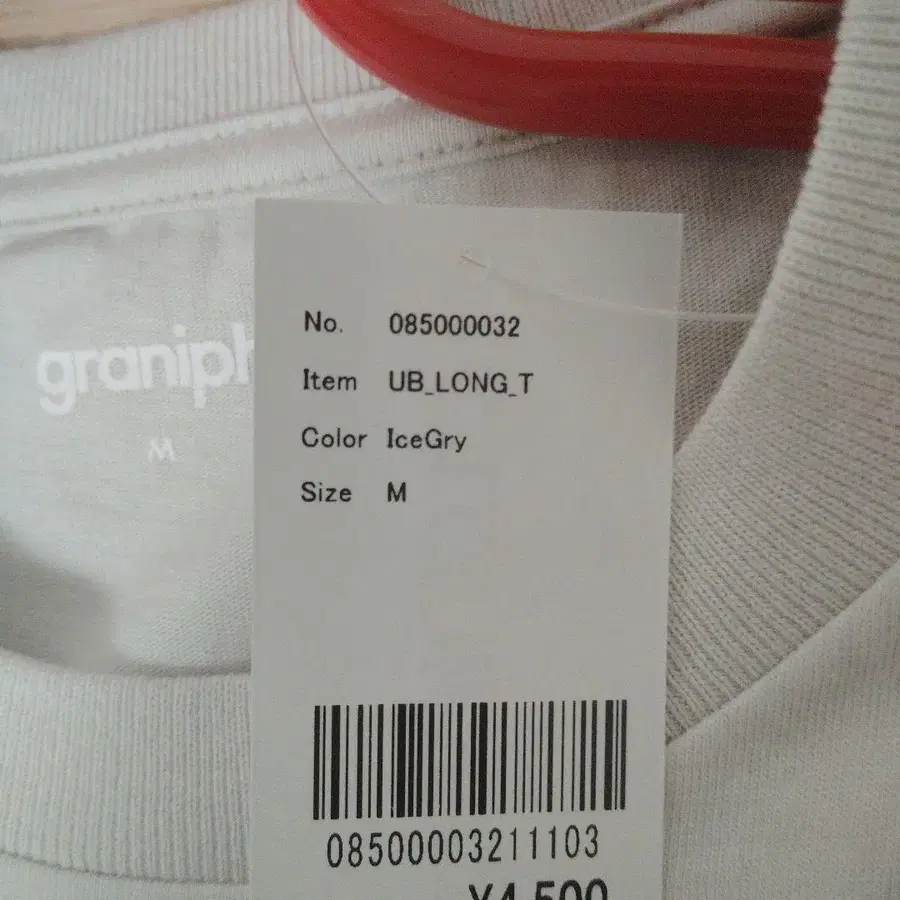 graniph
M
No. 085000032
Item UB_LONG_T
Color IceGry
Size M
08500003211103
¥4,500